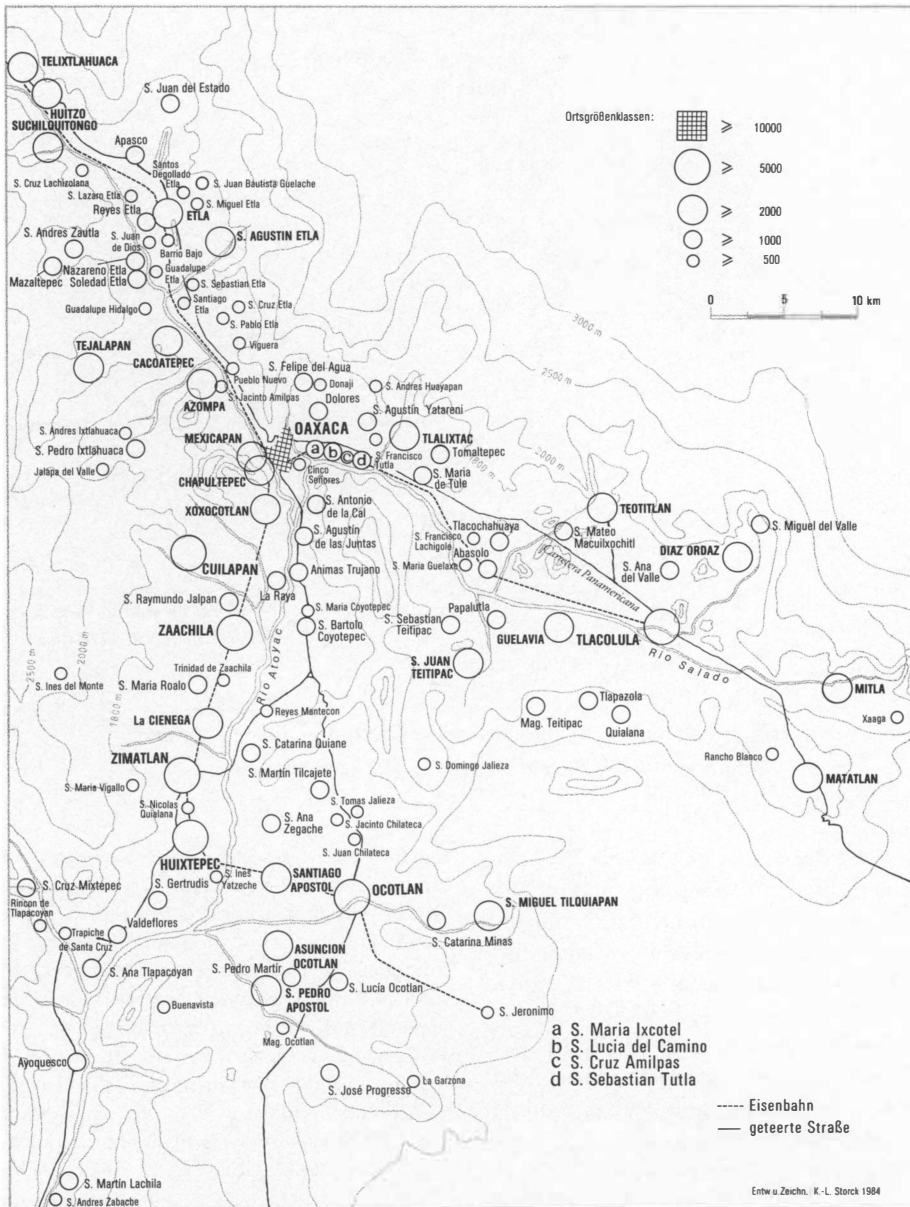 TELIXTLAHUACA
HUITZO
SUCHILQUITONGO
S. Juan del Estado
Apasco
S. Cruz Lachixolana
Santos
Degollado
Etla
S. Juan Bautista Guelache
S. Lazaro Etla
S. Miguel Etla
Reyes Etla
ETLA
S. Andres Zautla
S. Juan
de Dios
Barrio Bajo
S. AGUSTIN ETLA
Mazaltepec
Nazareno Etla
Soledad Etla
Guadalupe
Etla
S. Sebastian Etla
Guadalupe Hidalgo
Santiago
Etla
S. Cruz Etla
S. Pablo Etla
Viguera
TEJALAPAN
CACOATEPEC
Pueblo Nuevo
S. Felipe del Agua
Donaji
S. Andres Huayapan
AZOMPA
S. Jacinto Amilpas
Dolores
S. Agustín Yatareni
S. Andres Ixtlahuaca
MEXICAPAN
OAXACA
TLALIXTAC
S. Pedro Ixtlahuaca
a b c d
S. Francisco
Tutla
Tomaltepec
Jalapa del Valle
CHAPULTEPEC
Cinco
Señores
S. Maria
de Tule
XOXOCOTLAN
S. Antonio
de la Cal
TEOTITLAN
S. Agustín
de las Juntas
Tlacochahuaya
S. Mateo
Macuilxochitl
S. Miguel del Valle
S. Francisco
Lachigolé
CUILAPAN
Abasolo
DIAZ ORDAZ
Animas Trujano
S. Maria Guelaxe
Carretera Panamericana
S. Ana
del Valle
La Raya
S. Raymundo Jalpan
S. Maria Coyotepec
Papalutla
ZAACHILA
S. Bartolo
Coyotepec
S. Sebastian
Teitipac
GUELAVIA
TLACOLULA
Rio Atoyac
Rio Salado
Trinidad de Zaachila
S. JUAN
TEITIPAC
S. Ines del Monte
S. Maria Roalo
MITLA
Tlapazola
Reyes Mantecon
Mag. Teitipac
Quialana
Xaaga
La CIENEGA
ZIMATLAN
S. Catarina Quiane
Rancho Blanco
S. Domingo Jalieza
S. Maria Vigallo
S. Martín Tilcajete
MATATLAN
S. Nicolas
Quialana
S. Tomas Jalieza
S. Ana
Zegache
S. Jacinto Chilateca
S. Juan Chilateca
HUIXTEPEC
S. Cruz Mixtepec
S. Gertrudis
S. Ines
Yatzeche
SANTIAGO
APOSTOL
OCOTLAN
Rincon de
Tlapacoyan
S. MIGUEL TILQUIAPAN
Trapiche
de Santa Cruz
Valdeflores
S. Catarina Minas
ASUNCION
OCOTLAN
S. Ana Tlapacoyan
S. Pedro Martír
S. Lucía Ocotlan
Buenavista
S. PEDRO
APOSTOL
S. Jeronimo
Mag. Ocotlan
Ayoquesco
S. José Progresso
La Garzona
S. Martín Lachila
S. Andres Zabache
3000 m
2500 m
2000 m
1800 m
2500 m
2000 m
1800 m
Ortsgrößenklassen:
≥ 10000
≥ 5000
≥ 2000
≥ 1000
≥ 500
0 5 10 km
a S. Maria Ixcotel
b S. Lucia del Camino
c S. Cruz Amilpas
d S. Sebastian Tutla
Eisenbahn
geteerte Straße
Entw u. Zeichn. K.-L. Storck 1984